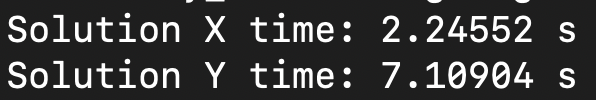 Solution X time: 2.24552 s
Solution Y time: 7.10904 s